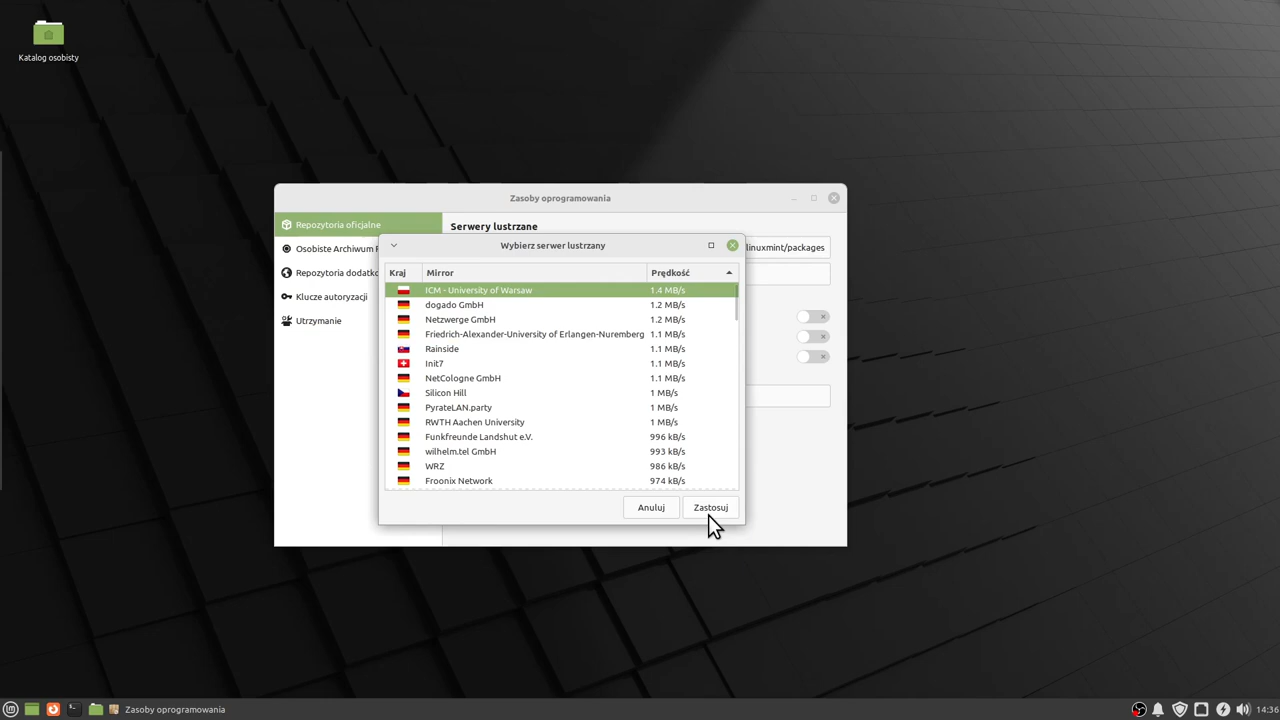 Katalog osobisty
Zasoby oprogramowania
Repozytoria oficjalne
Serwery lustrzane
Osobiste Archiwum
linuxmint/packages
Repozytoria
Klucze autoryzacji
Utrzymanie
Wybierz serwer lustrzany
Kraj Mirror Prędkość
ICM - University of Warsaw 1.4 MB/s
dogado GmbH 1.2 MB/s
Netzwerge GmbH 1.2 MB/s
Friedrich-Alexander-University of Erlangen-Nuremberg 1.1 MB/s
Rainside 1.1 MB/s
Init7 1.1 MB/s
NetCologne GmbH 1.1 MB/s
Silicon Hill 1 MB/s
PyrateLAN.party 1 MB/s
RWTH Aachen University 1 MB/s
Funkfreunde Landshut e.V. 996 kB/s
wilhelm.tel GmbH 993 kB/s
WRZ 986 kB/s
Froonix Network 974 kB/s
Anuluj Zastosuj
Zasoby oprogramowania 14:36